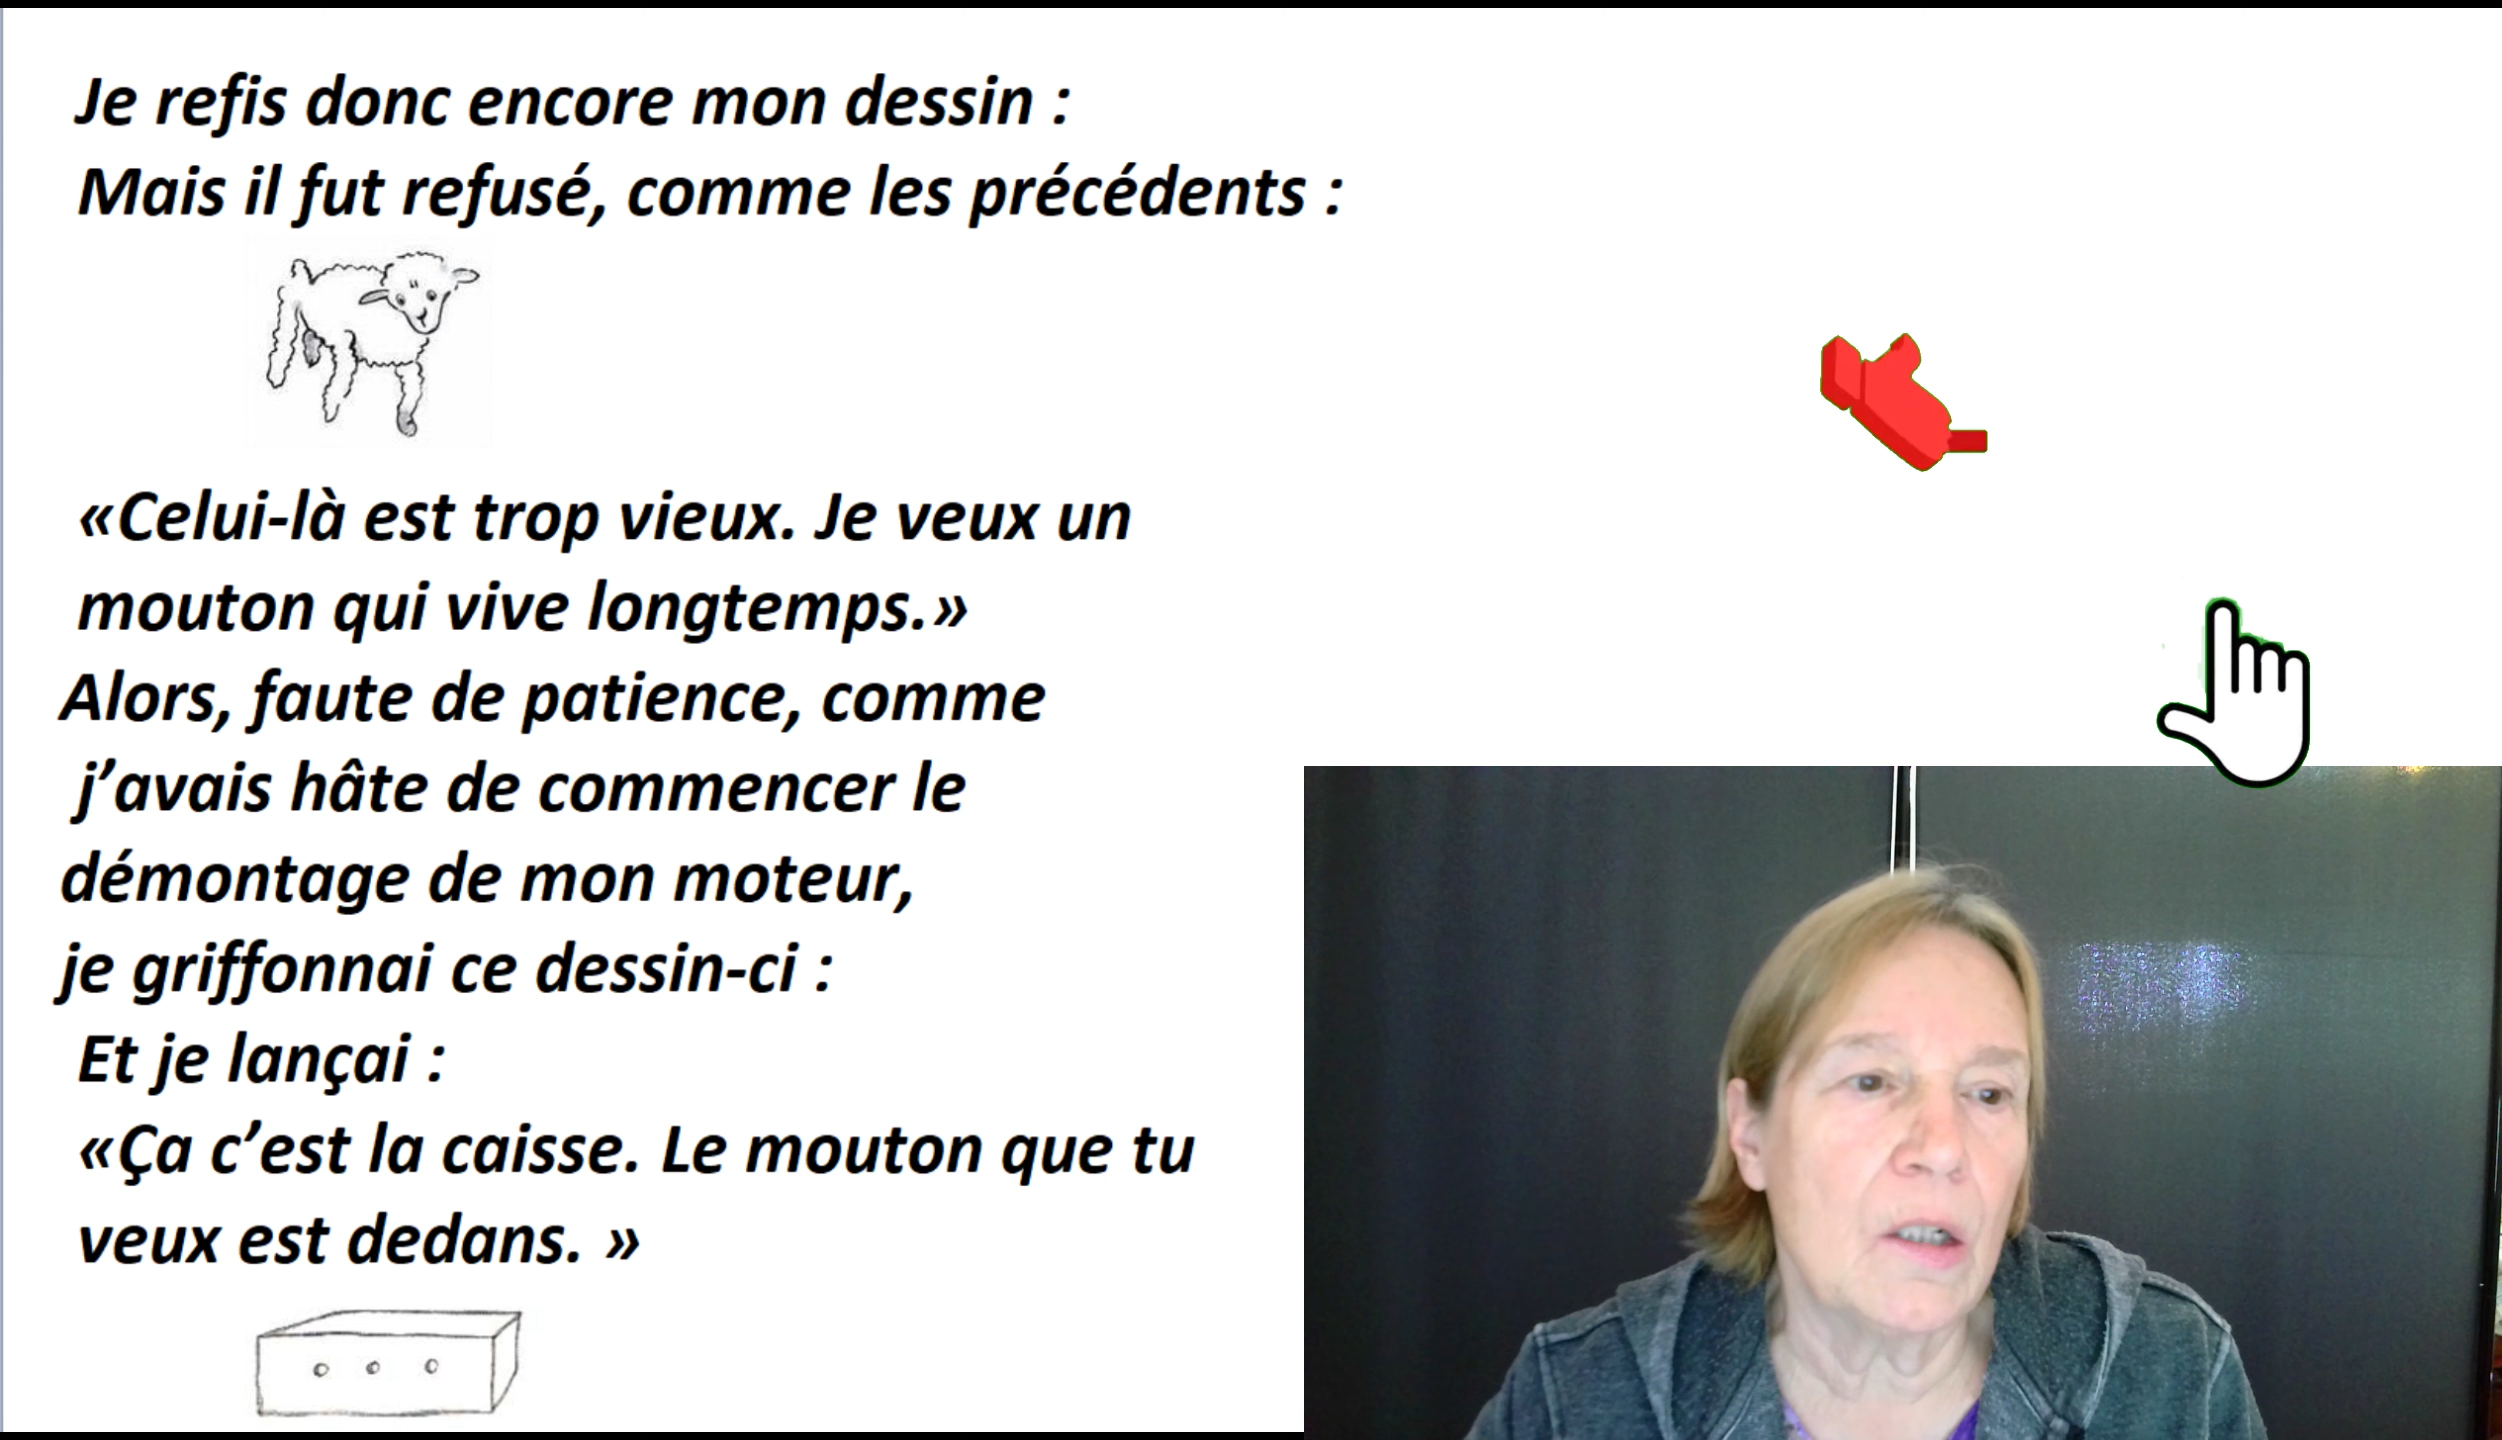 Je refis donc encore mon dessin :
Mais il fut refusé, comme les précédents :
«Celui-là est trop vieux. Je veux un
mouton qui vive longtemps.»
Alors, faute de patience, comme
j’avais hâte de commencer le
démontage de mon moteur,
je griffonnai ce dessin-ci :
Et je lançai :
«Ça c’est la caisse. Le mouton que tu
veux est dedans. »